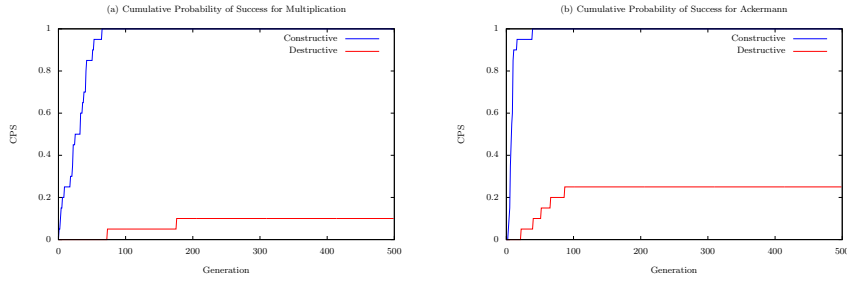 (a) Cumulative Probability of Success for Multiplication
1
0.8
0.6
0.4
0.2
0
0
100
200
300
400
500
CPS
Generation
Constructive
Destructive
(b) Cumulative Probability of Success for Ackermann
1
0.8
0.6
0.4
0.2
0
0
100
200
300
400
500
CPS
Generation
Constructive
Destructive